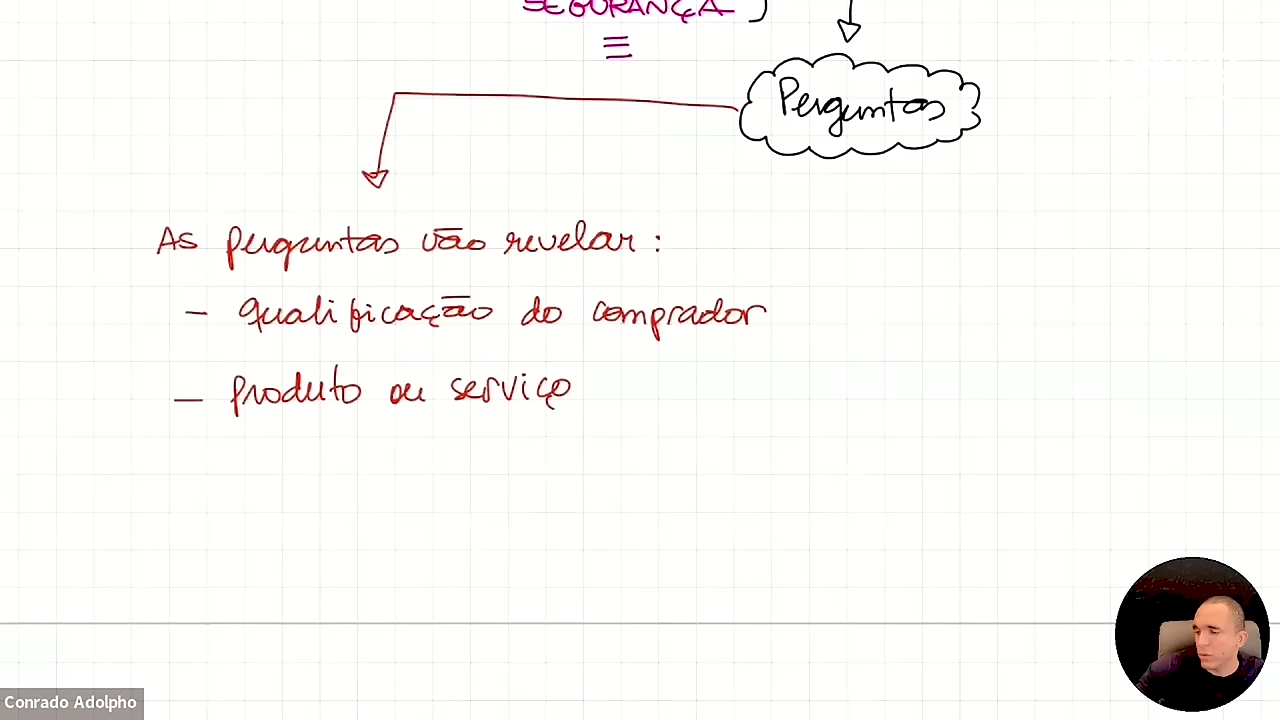 SEGURANÇA
Perguntas
As perguntas vão revelar:
- Qualificação do comprador
- Produto ou serviço
Conrado Adolpho